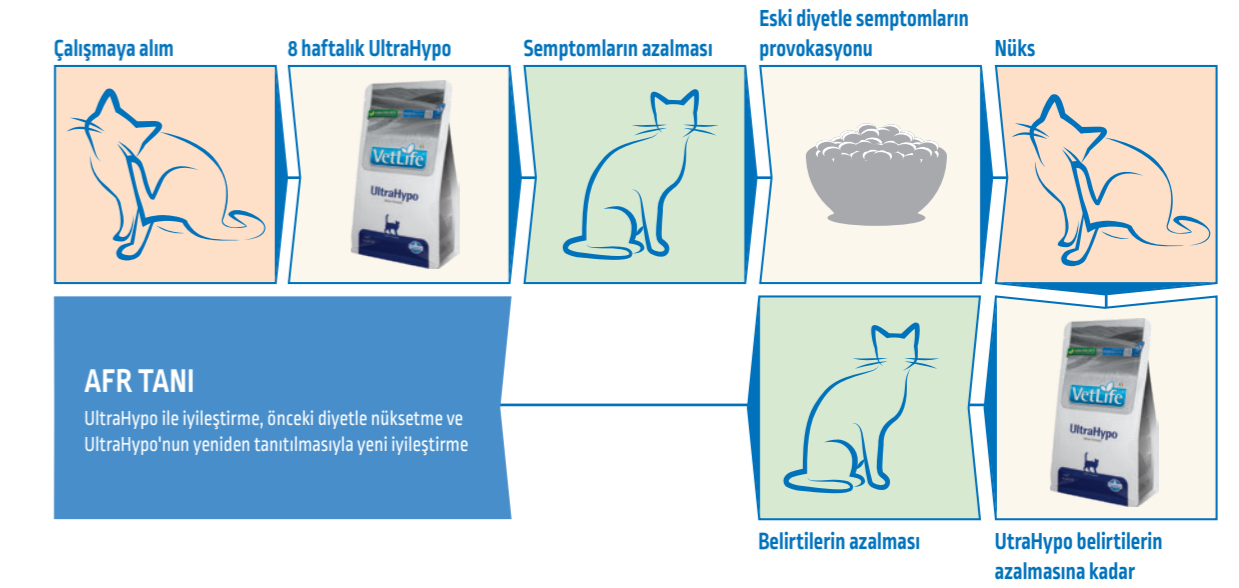 Çalışmaya alım
8 haftalık UltraHypo
Semptomların azalması
Eski diyetle semptomların
provokasyonu
Nüks
VetLife
UltraHypo
AFR TANI
UltraHypo ile iyileştirme, önceki diyetle nüksetme ve
UltraHypo'nun yeniden tanıtılmasıyla yeni iyileştirme
VetLife
UltraHypo
Belirtilerin azalması
UtraHypo belirtilerin
azalmasına kadar